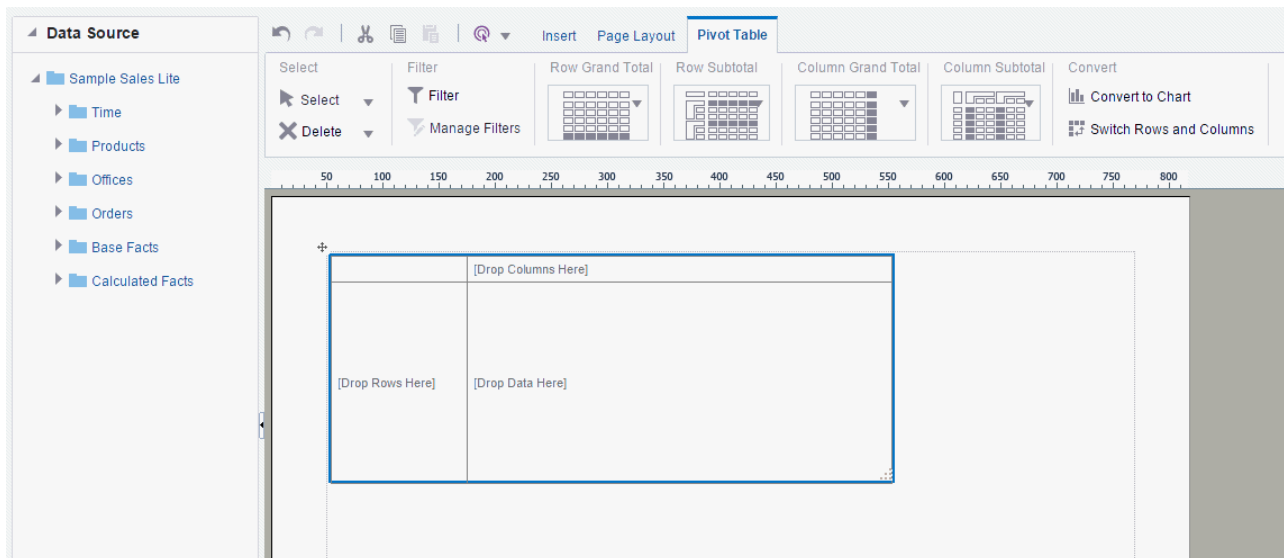 Data Source
Sample Sales Lite
Time
Products
Offices
Orders
Base Facts
Calculated Facts
Insert Page Layout Pivot Table
Select Filter Row Grand Total Row Subtotal Column Grand Total Column Subtotal Convert
Select Filter Convert to Chart
Delete Manage Filters Switch Rows and Columns
50 100 150 200 250 300 350 400 450 500 550 600 650 700 750 800
[Drop Columns Here]
[Drop Rows Here] [Drop Data Here]